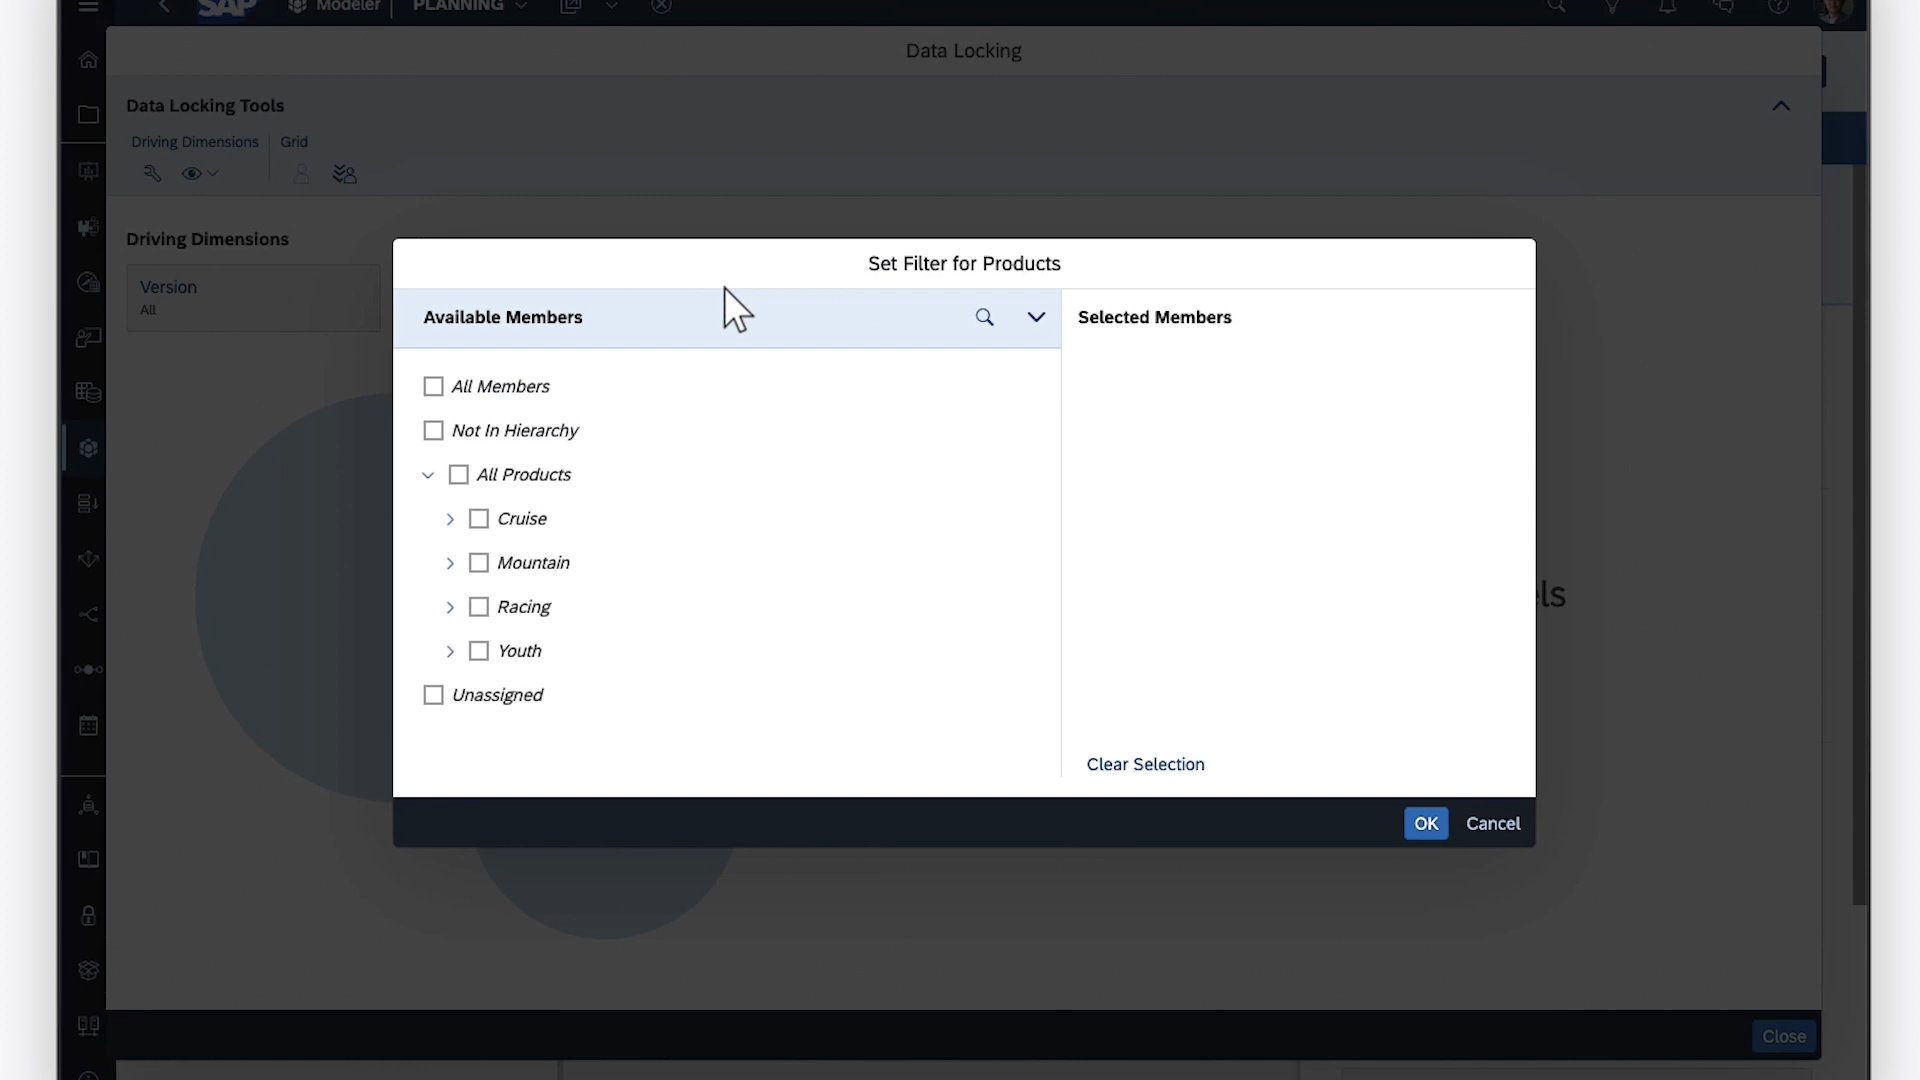 SAP Modeler PLANNING
Data Locking
Data Locking Tools
Driving Dimensions Grid
Driving Dimensions
Version
All
Set Filter for Products
Available Members
Selected Members
All Members
Not In Hierarchy
All Products
Cruise
Mountain
Racing
Youth
Unassigned
Clear Selection
OK Cancel
Close